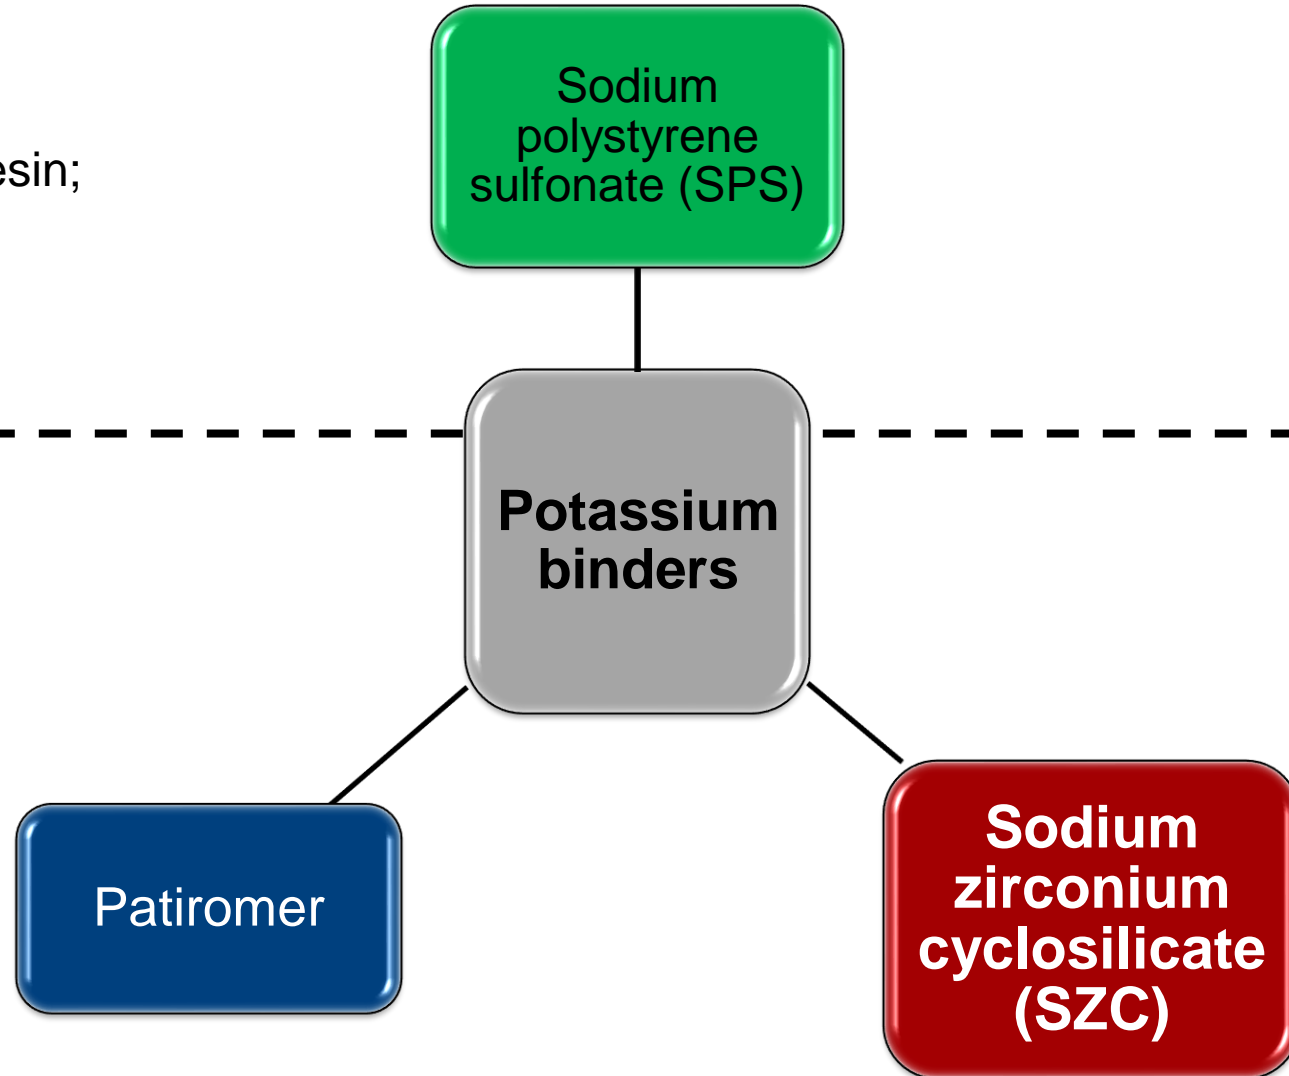 Sodium
polystyrene
sulfonate (SPS)
esin;
Potassium
binders
Patiromer
Sodium
zirconium
cyclosilicate
(SZC)